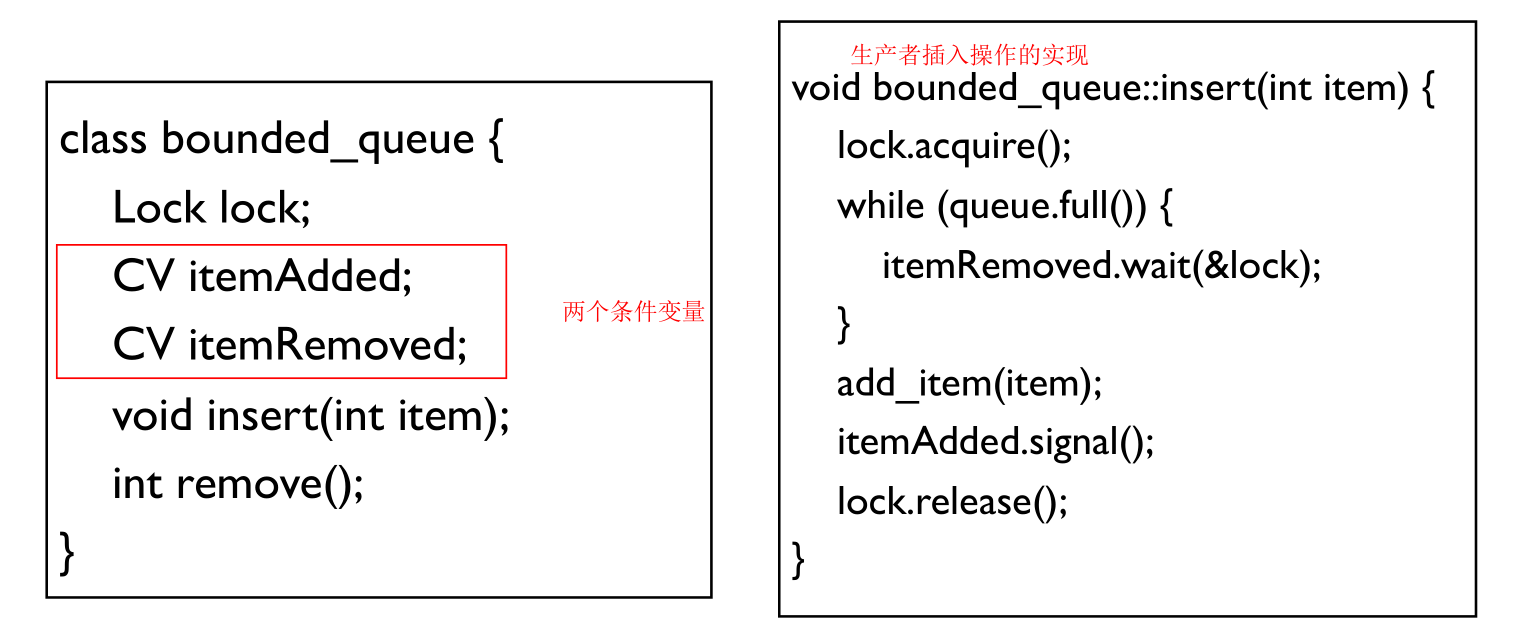 class bounded_queue {
Lock lock;
CV itemAdded;
CV itemRemoved;
两个条件变量
void insert(int item);
int remove();
}
生产者插入操作的实现
void bounded_queue::insert(int item) {
lock.acquire();
while (queue.full()) {
itemRemoved.wait(&lock);
}
add_item(item);
itemAdded.signal();
lock.release();
}